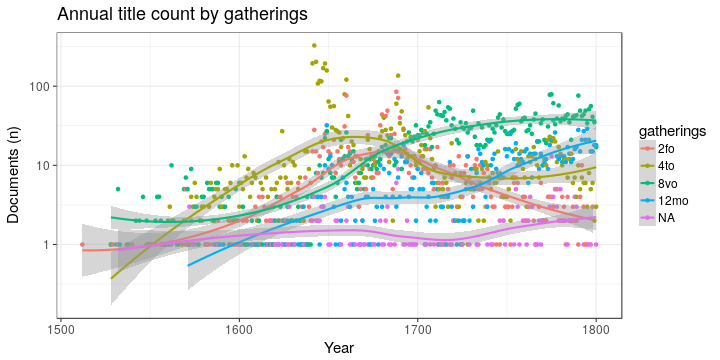 Annual title count by gatherings
Documents (n)
100
10
1
1500
1600
1700
1800
Year
gatherings
2fo
4to
8vo
12mo
NA